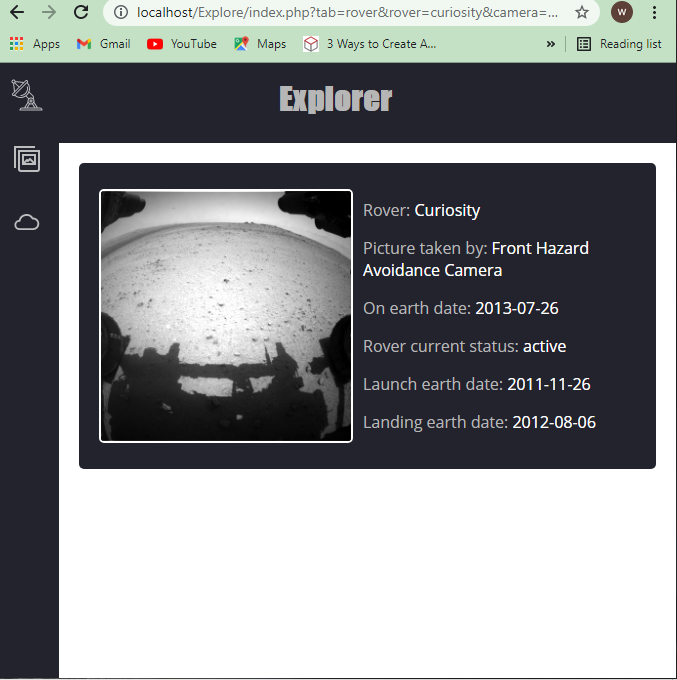 localhost/Explore/index.php?tab=rover&rover=curiosity&camera=...
W
Apps Gmail YouTube Maps 3 Ways to Create A... » Reading list
Explorer
Rover: Curiosity
Picture taken by: Front Hazard
Avoidance Camera
On earth date: 2013-07-26
Rover current status: active
Launch earth date: 2011-11-26
Landing earth date: 2012-08-06